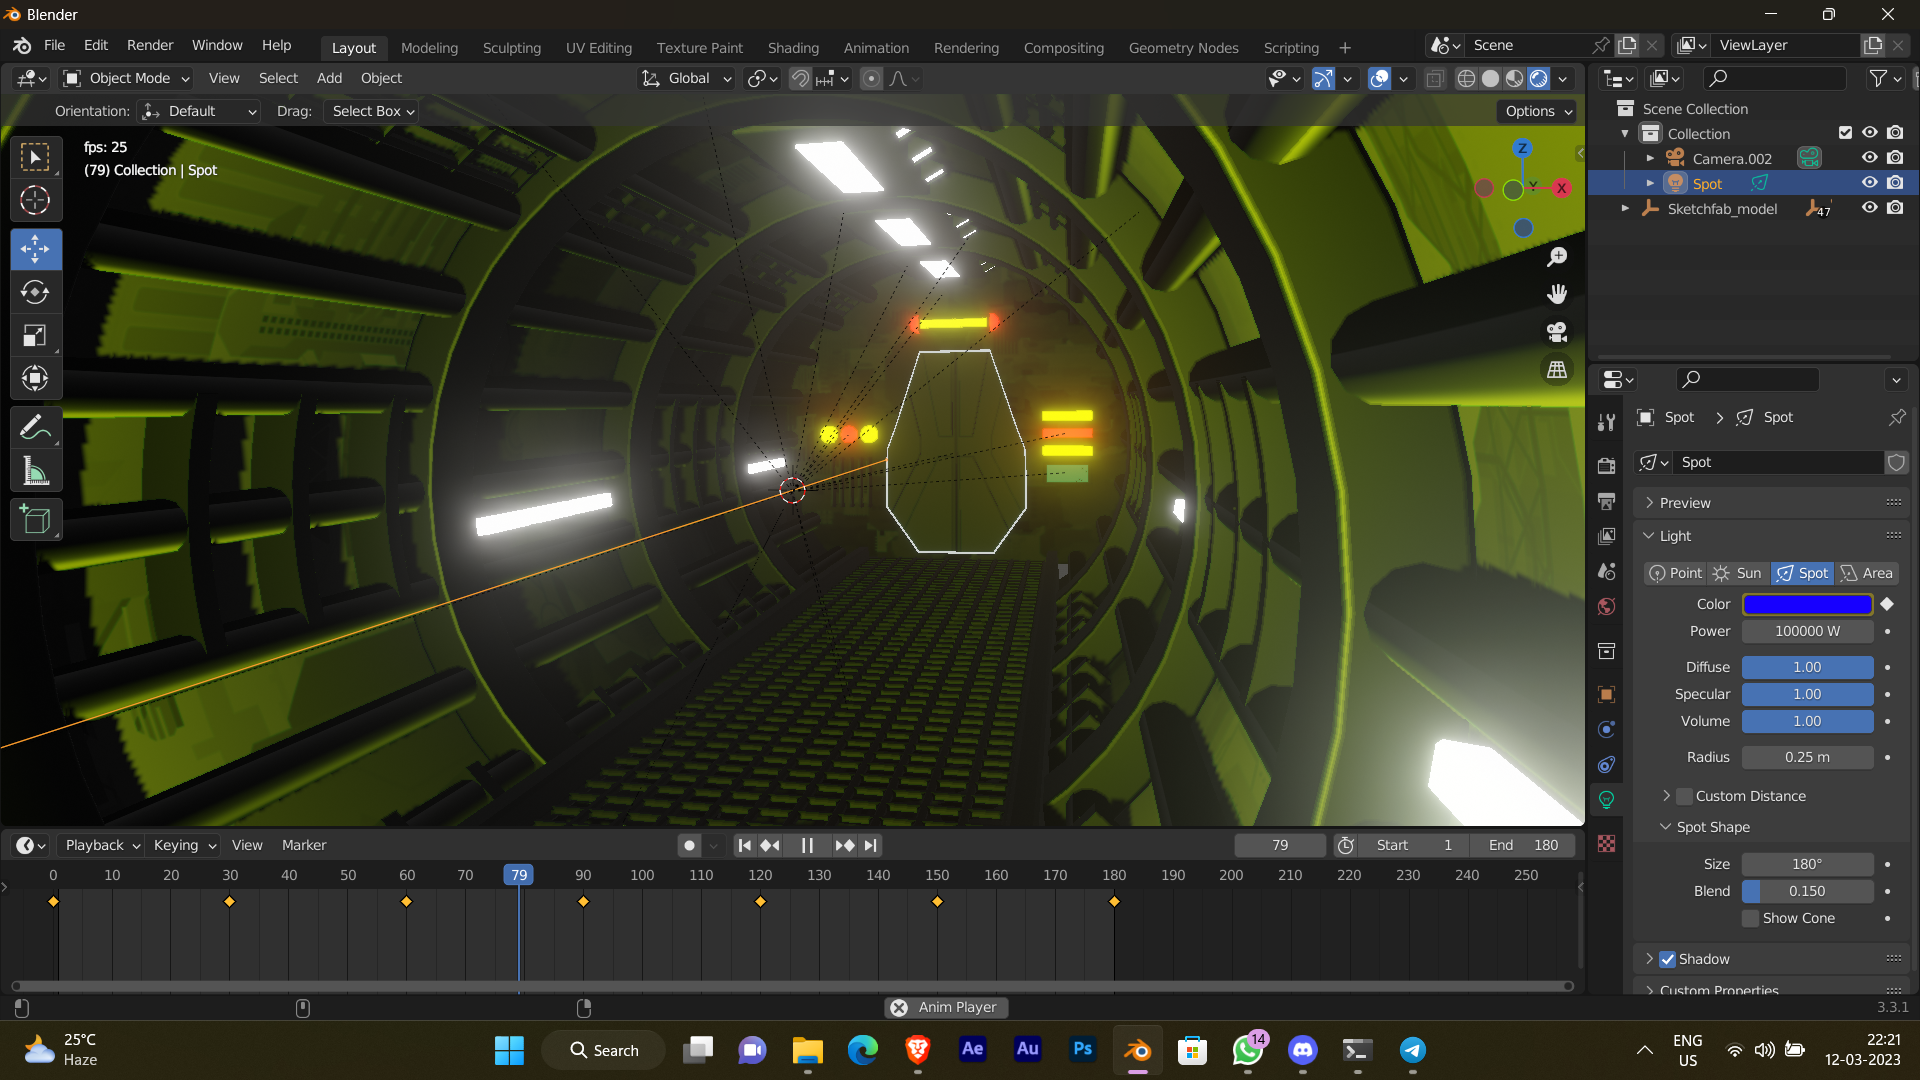 Blender
File Edit Render Window Help
Layout Modeling Sculpting UV Editing Texture Paint Shading Animation Rendering Compositing Geometry Nodes Scripting
Scene
ViewLayer
Object Mode View Select Add Object
Global
Orientation: Default Drag: Select Box
Options
fps: 25
(79) Collection | Spot
Z
Y
X
Scene Collection
Collection
Camera.002
Spot
Sketchfab_model
47
Spot Spot
Spot
Preview
Light
Point Sun Spot Area
Color
Power 100000 W
Diffuse 1.00
Specular 1.00
Volume 1.00
Radius 0.25 m
Custom Distance
Spot Shape
Size 180°
Blend 0.150
Show Cone
Shadow
Custom Properties
Playback Keying View Marker
79 Start 1 End 180
0 10 20 30 40 50 60 70 79 90 100 110 120 130 140 150 160 170 180 190 200 210 220 230 240 250
Anim Player
3.3.1
25°C
Haze
Search
Ae
Au
Ps
14
ENG
US
22:21
12-03-2023